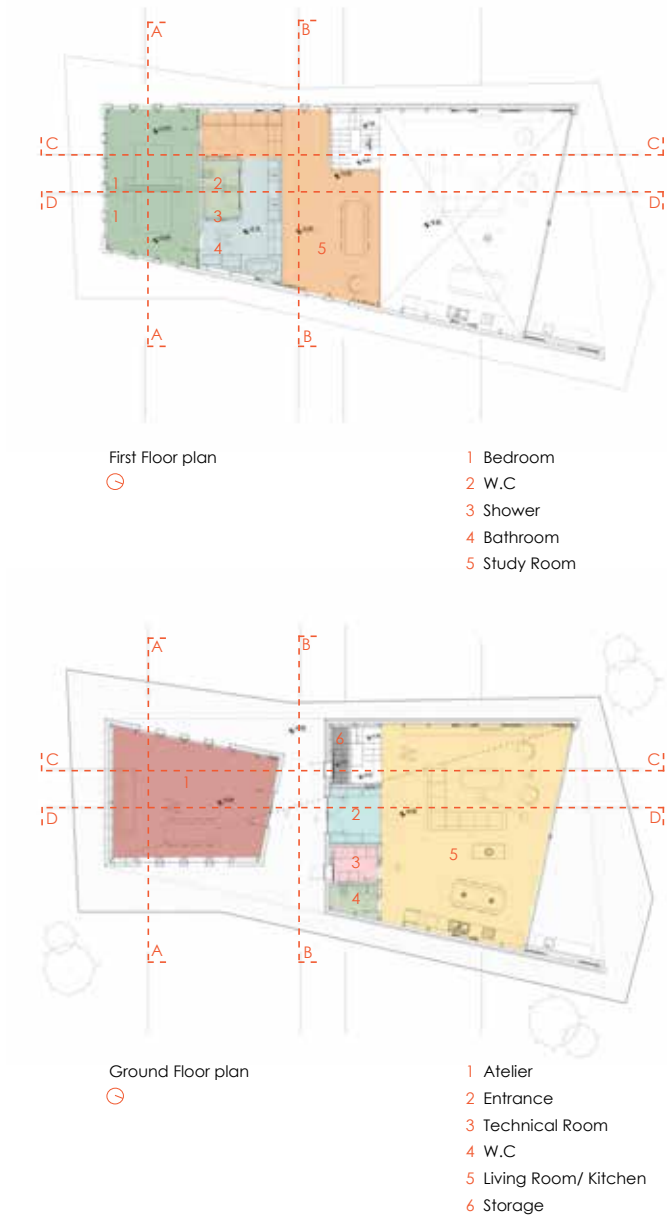 A
B
C
C
1
2
D
D
1
3
4
5
A
B
First Floor plan
1 Bedroom
2 W.C
3 Shower
4 Bathroom
5 Study Room
A
B
6
C
C
1
D
D
2
3
5
4
A
B
Ground Floor plan
1 Atelier
2 Entrance
3 Technical Room
4 W.C
5 Living Room/ Kitchen
6 Storage